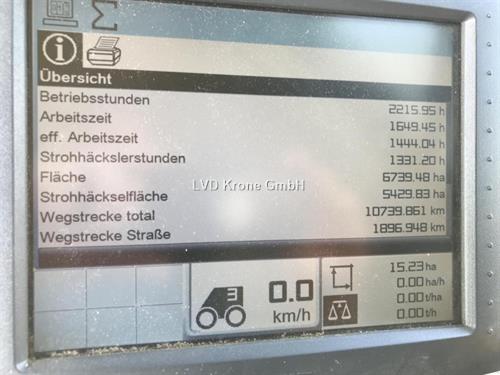 Übersicht
Betriebsstunden 2215.95 h
Arbeitszeit 1649.45 h
eff. Arbeitszeit 1444.04 h
Strohhäckslerstunden 1331.20 h
Fläche 6739.48 ha
LVD Krone GmbH
Strohhäckselfläche 5429.83 ha
Wegstrecke total 10739.861 km
Wegstrecke Straße 1896.948 km
3
0.0
km/h
15.23 ha
0.00 ha/h
0.00 t/ha
0.00 t/h